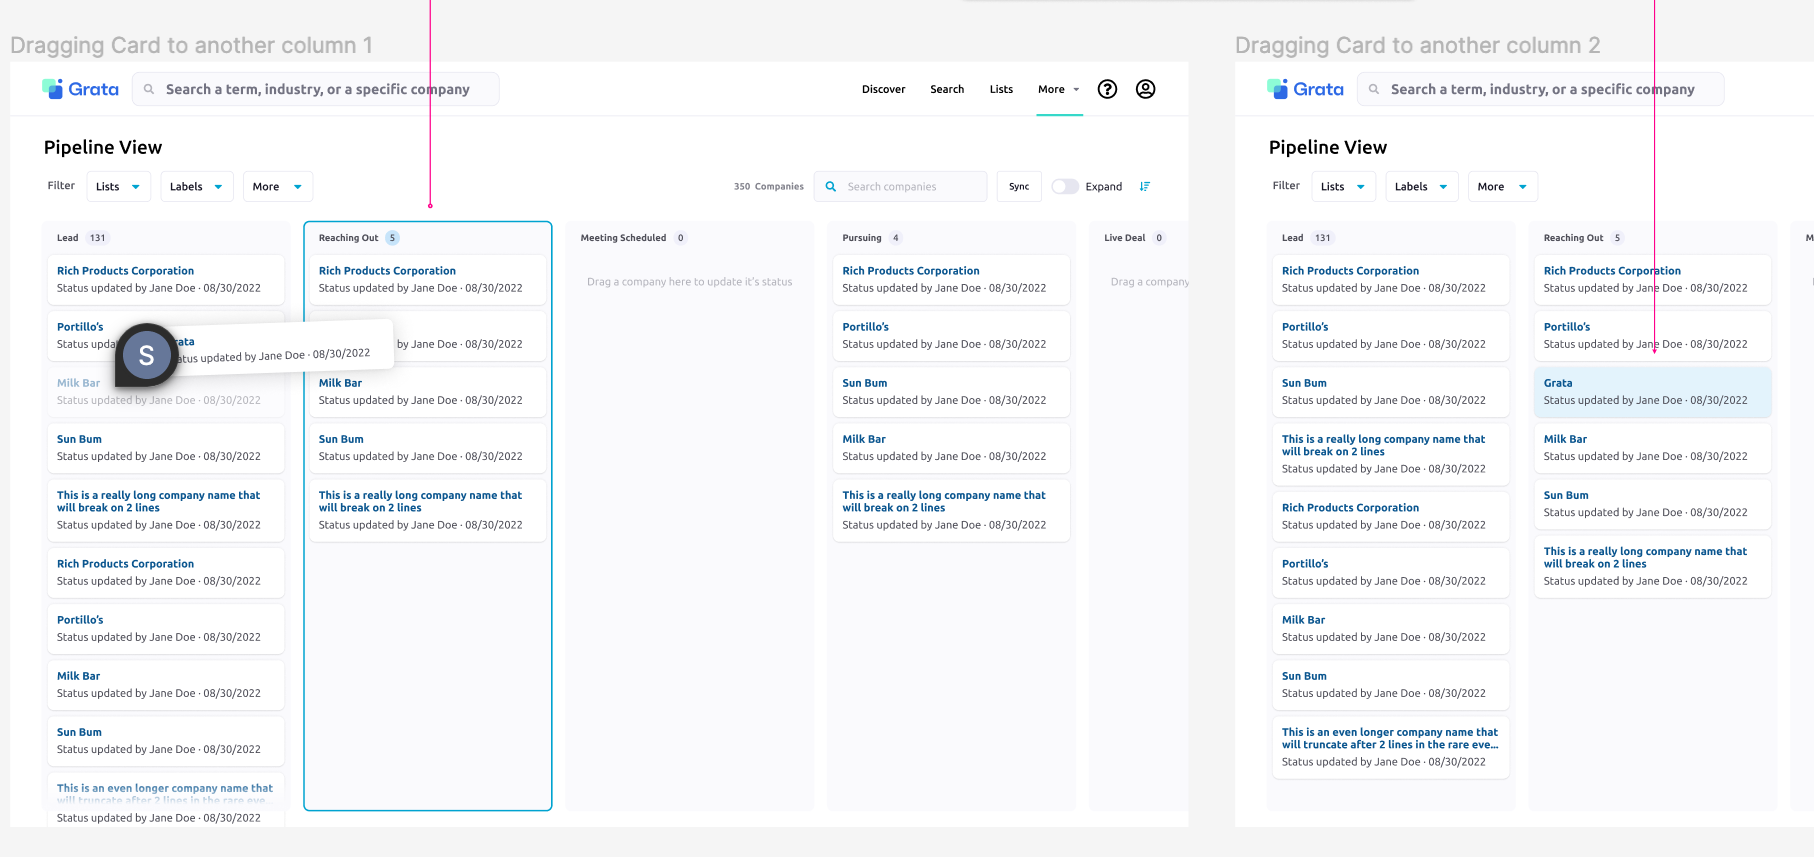 Dragging Card to another column 1
Grata
Search a term, industry, or a specific company
Discover
Search
Lists
More
Pipeline View
Filter
Lists
Labels
More
350 Companies
Search companies
Sync
Expand
Lead 131
Rich Products Corporation
Status updated by Jane Doe · 08/30/2022
Portillo's
Status
Milk Bar
Status updated by Jane Doe · 08/30/2022
Sun Bum
Status updated by Jane Doe · 08/30/2022
This is a really long company name that
will break on 2 lines
Status updated by Jane Doe · 08/30/2022
Rich Products Corporation
Status updated by Jane Doe · 08/30/2022
Portillo's
Status updated by Jane Doe · 08/30/2022
Milk Bar
Status updated by Jane Doe · 08/30/2022
Sun Bum
Status updated by Jane Doe · 08/30/2022
This is an even longer company name that
will truncate after 2 lines in the rare eve...
Status updated by Jane Doe · 08/30/2022
S
rata
atus updated by Jane Doe · 08/30/2022
Reaching Out 5
Rich Products Corporation
Status updated by Jane Doe · 08/30/2022
by Jane Doe · 08/30/2022
Milk Bar
Status updated by Jane Doe · 08/30/2022
Sun Bum
Status updated by Jane Doe · 08/30/2022
This is a really long company name that
will break on 2 lines
Status updated by Jane Doe · 08/30/2022
Meeting Scheduled 0
Drag a company here to update it's status
Pursuing 4
Rich Products Corporation
Status updated by Jane Doe · 08/30/2022
Portillo's
Status updated by Jane Doe · 08/30/2022
Sun Bum
Status updated by Jane Doe · 08/30/2022
Milk Bar
Status updated by Jane Doe · 08/30/2022
This is a really long company name that
will break on 2 lines
Status updated by Jane Doe · 08/30/2022
Live Deal 0
Drag a company
Dragging Card to another column 2
Grata
Search a term, industry, or a specific company
Pipeline View
Filter
Lists
Labels
More
Lead 131
Rich Products Corporation
Status updated by Jane Doe · 08/30/2022
Portillo's
Status updated by Jane Doe · 08/30/2022
Sun Bum
Status updated by Jane Doe · 08/30/2022
This is a really long company name that
will break on 2 lines
Status updated by Jane Doe · 08/30/2022
Rich Products Corporation
Status updated by Jane Doe · 08/30/2022
Portillo's
Status updated by Jane Doe · 08/30/2022
Milk Bar
Status updated by Jane Doe · 08/30/2022
Sun Bum
Status updated by Jane Doe · 08/30/2022
This is an even longer company name that
will truncate after 2 lines in the rare eve...
Status updated by Jane Doe · 08/30/2022
Reaching Out 5
Rich Products Corporation
Status updated by Jane Doe · 08/30/2022
Portillo's
Status updated by Jane Doe · 08/30/2022
Grata
Status updated by Jane Doe · 08/30/2022
Milk Bar
Status updated by Jane Doe · 08/30/2022
Sun Bum
Status updated by Jane Doe · 08/30/2022
This is a really long company name that
will break on 2 lines
Status updated by Jane Doe · 08/30/2022
M